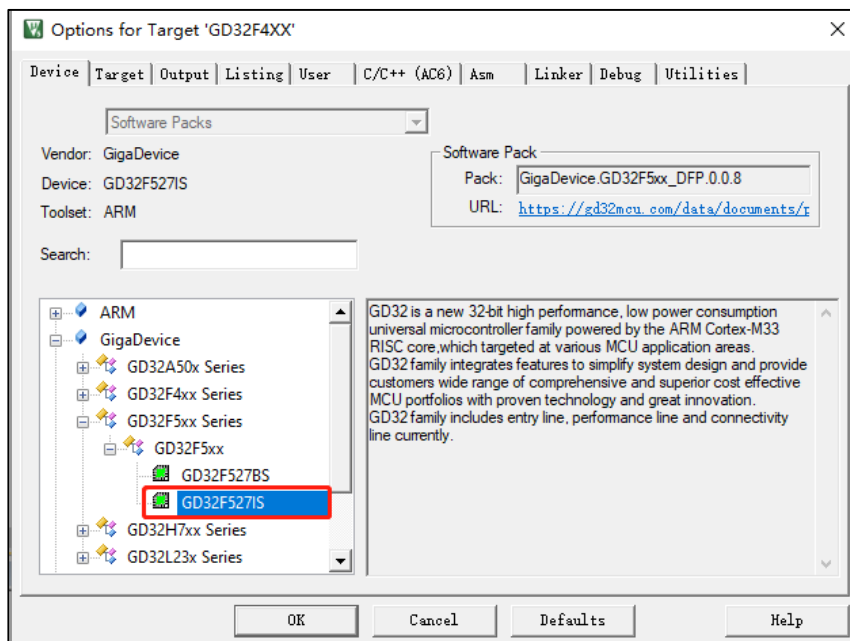 Options for Target 'GD32F4XX'
Device Target Output Listing User C/C++ (AC6) Asm Linker Debug Utilities
Software Packs
Vendor: GigaDevice
Device: GD32F527IS
Toolset: ARM
Software Pack
Pack: GigaDevice.GD32F5xx_DFP.0.0.8
URL: https://gd32mcu.com/data/documents/p
Search:
ARM
GigaDevice
GD32A50x Series
GD32F4xx Series
GD32F5xx Series
GD32F5xx
GD32F527BS
GD32F527IS
GD32H7xx Series
GD32L23x Series
GD32 is a new 32-bit high performance, low power consumption
universal microcontroller family powered by the ARM Cortex-M33
RISC core,which targeted at various MCU application areas.
GD32 family integrates features to simplify system design and provide
customers wide range of comprehensive and superior cost effective
MCU portfolios with proven technology and great innovation.
GD32 family includes entry line, performance line and connectivity
line currently.
OK Cancel Defaults Help